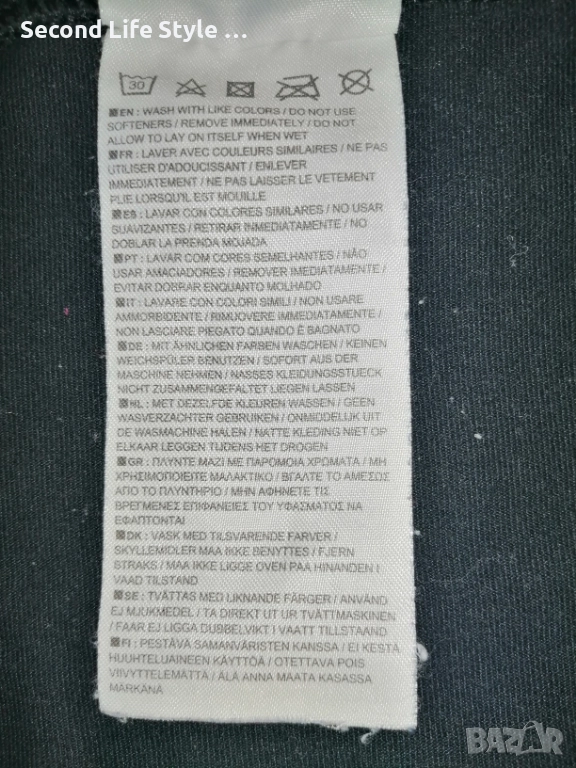 Second Life Style ...
30
EN : WASH WITH LIKE COLORS / DO NOT USE
SOFTENERS / REMOVE IMMEDIATELY / DO NOT
ALLOW TO LAY ON ITSELF WHEN WET
FR : LAVER AVEC COULEURS SIMILAIRES / NE PAS
UTILISER D'ADOUCISSANT / ENLEVER
IMMEDIATEMENT / NE PAS LAISSER LE VETEMENT
PLIE LORSQU'IL EST MOUILLE
ES : LAVAR CON COLORES SIMILARES / NO USAR
SUAVIZANTES / RETIRAR INMEDIATAMENTE / NO
DOBLAR LA PRENDA MOJADA
PT : LAVAR COM CORES SEMELHANTES / NÃO
USAR AMACIADORES / REMOVER IMEDIATAMENTE /
EVITAR DOBRAR ENQUANTO MOLHADO
IT : LAVARE CON COLORI SIMILI / NON USARE
AMMORBIDENTE / RIMUOVERE IMMEDIATAMENTE /
NON LASCIARE PIEGATO QUANDO È BAGNATO
DE : MIT ÄHNLICHEN FARBEN WASCHEN / KEINEN
WEICHSPÜLER BENUTZEN / SOFORT AUS DER
MASCHINE NEHMEN / NASSES KLEIDUNGSSTUECK
NICHT ZUSAMMENGEFALTET LIEGEN LASSEN
NL : MET DEZELFDE KLEUREN WASSEN / GEEN
WASVERZACHTER GEBRUIKEN / ONMIDDELIJK UIT
DE WASMACHINE HALEN / NATTE KLEDING NIET OP
ELKAAR LEGGEN TIJDENS HET DROGEN
GR : ΠΛΥΝΤΕ ΜΑΖΙ ΜΕ ΠΑΡΟΜΟΙΑ ΧΡΩΜΑΤΑ / ΜΗ
ΧΡΗΣΙΜΟΠΟΙΕΙΤΕ ΜΑΛΑΚΤΙΚΟ / ΒΓΑΛΤΕ ΤΟ ΑΜΕΣΩΣ
ΑΠΟ ΤΟ ΠΛΥΝΤΗΡΙΟ / ΜΗΝ ΑΦΗΝΕΤΕ ΤΙΣ
ΒΡΕΓΜΕΝΕΣ ΕΠΙΦΑΝΕΙΕΣ ΤΟΥ ΥΦΑΣΜΑΤΟΣ ΝΑ
ΕΦΑΠΤΟΝΤΑΙ
DK : VASK MED TILSVARENDE FARVER /
SKYLLEMIDLER MAA IKKE BENYTTES / FJERN
STRAKS / MAA IKKE LIGGE OVEN PAA HINANDEN I
VAAD TILSTAND
SE : TVÄTTAS MED LIKNANDE FÄRGER / ANVÄND
EJ MJUKMEDEL / TA DIREKT UT UR TVÄTTMASKINEN
/ FAAR EJ LIGGA DUBBELVIKT I VAATT TILLSTAAND
FI : PESTÄVÄ SAMANVÄRISTEN KANSSA / EI KESTÄ
HUUHTELUAINEEN KÄYTTÖÄ / OTETTAVA POIS
VIIVYTTELEMÄTTÄ / ÄLÄ ANNA MAATA KASASSA
MÄRKÄNÄ
BAZAR